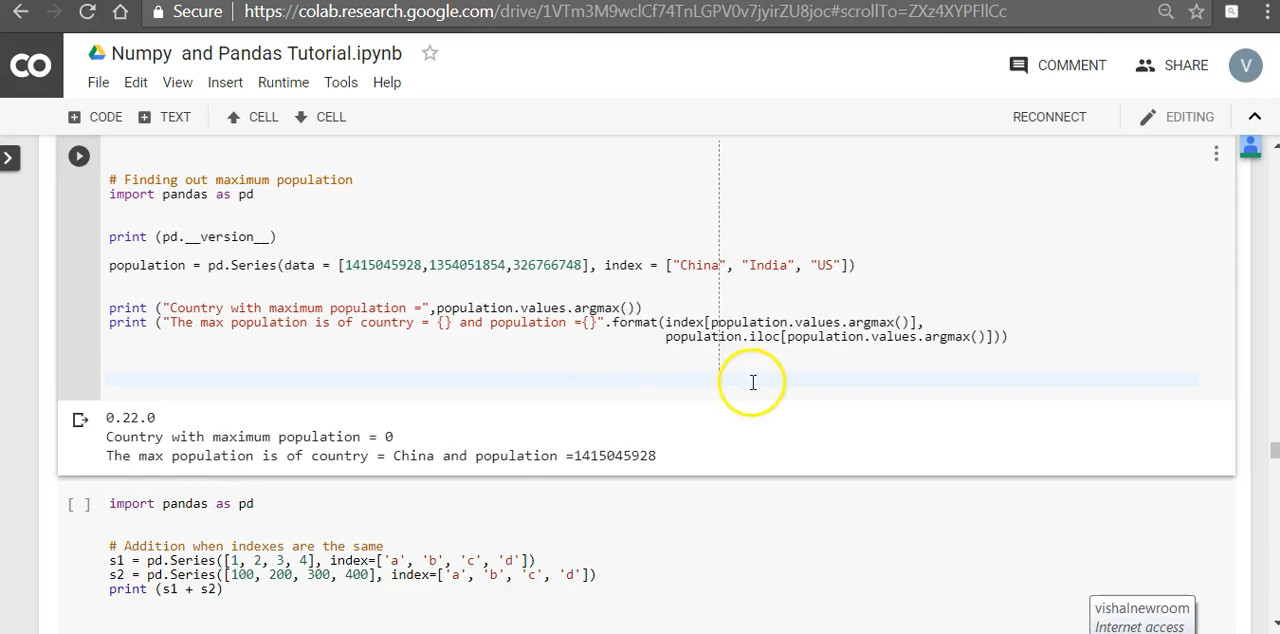 Secure https://colab.research.google.com/drive/1VTm3M9wclCf74TnLGPV0v7jyirZU8joc#scrollTo=ZXz4XYPFllCc
CO
Numpy and Pandas Tutorial.ipynb
COMMENT SHARE V
File Edit View Insert Runtime Tools Help
CODE TEXT CELL CELL RECONNECT EDITING
# Finding out maximum population
import pandas as pd
print (pd.__version__)
population = pd.Series(data = [1415045928,1354051854,326766748], index = ["China", "India", "US"])
print ("Country with maximum population =",population.values.argmax())
print ("The max population is of country = {} and population ={}".format(index[population.values.argmax()],
population.iloc[population.values.argmax()]))
0.22.0
Country with maximum population = 0
The max population is of country = China and population =1415045928
[ ] import pandas as pd
# Addition when indexes are the same
s1 = pd.Series([1, 2, 3, 4], index=['a', 'b', 'c', 'd'])
s2 = pd.Series([100, 200, 300, 400], index=['a', 'b', 'c', 'd'])
print (s1 + s2)
vishalnewroom
Internet access